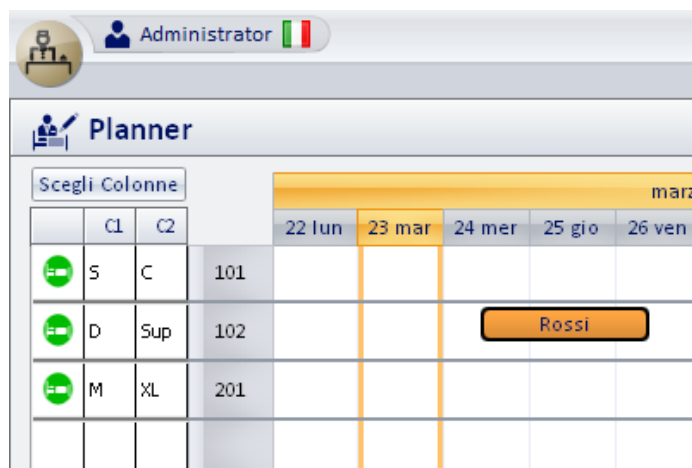 Administrator
Planner
Scegli Colonne
marz
C1 C2 22 lun 23 mar 24 mer 25 gio 26 ven
S C 101
D Sup 102 Rossi
M XL 201